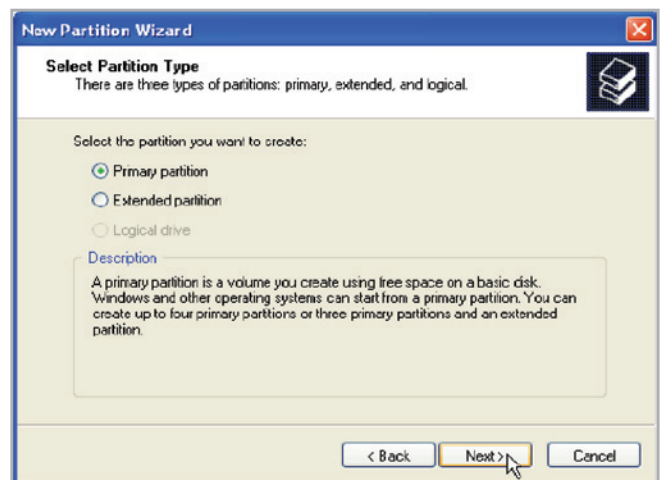 New Partition Wizard
Select Partition Type
There are three types of partitions: primary, extended, and logical.
Select the partition you want to create:
Primary partition
Extended partition
Logical drive
Description
A primary partition is a volume you create using free space on a basic disk.
Windows and other operating systems can start from a primary partition. You can
create up to four primary partitions or three primary partitions and an extended
partition.
< Back
Next >
Cancel